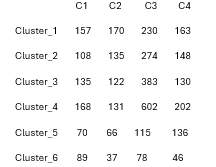 C1 C2 C3 C4
Cluster_1 157 170 230 163
Cluster_2 108 135 274 148
Cluster_3 135 122 383 130
Cluster_4 168 131 602 202
Cluster_5 70 66 115 136
Cluster_6 89 37 78 46